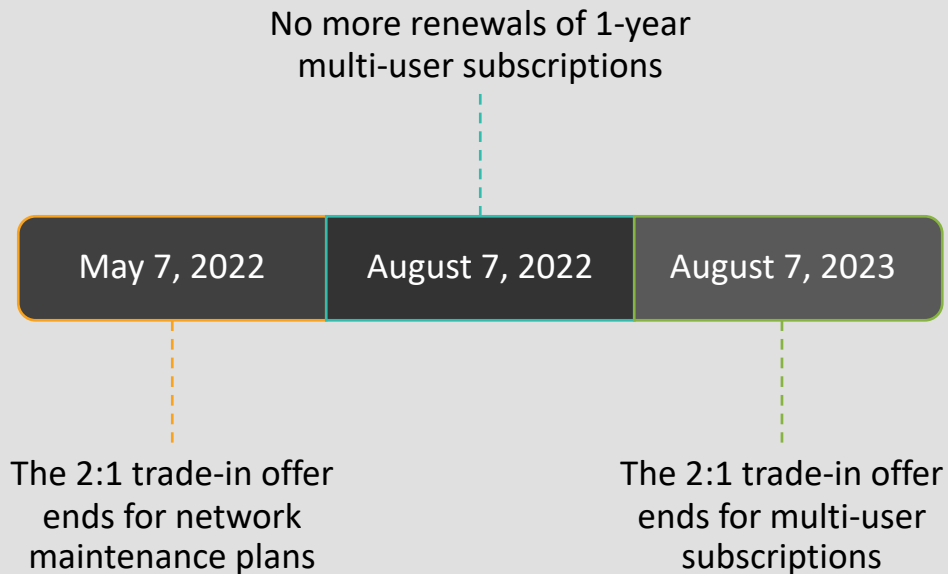 No more renewals of 1-year
multi-user subscriptions
May 7, 2022
August 7, 2022
August 7, 2023
The 2:1 trade-in offer
ends for network
maintenance plans
The 2:1 trade-in offer
ends for multi-user
subscriptions